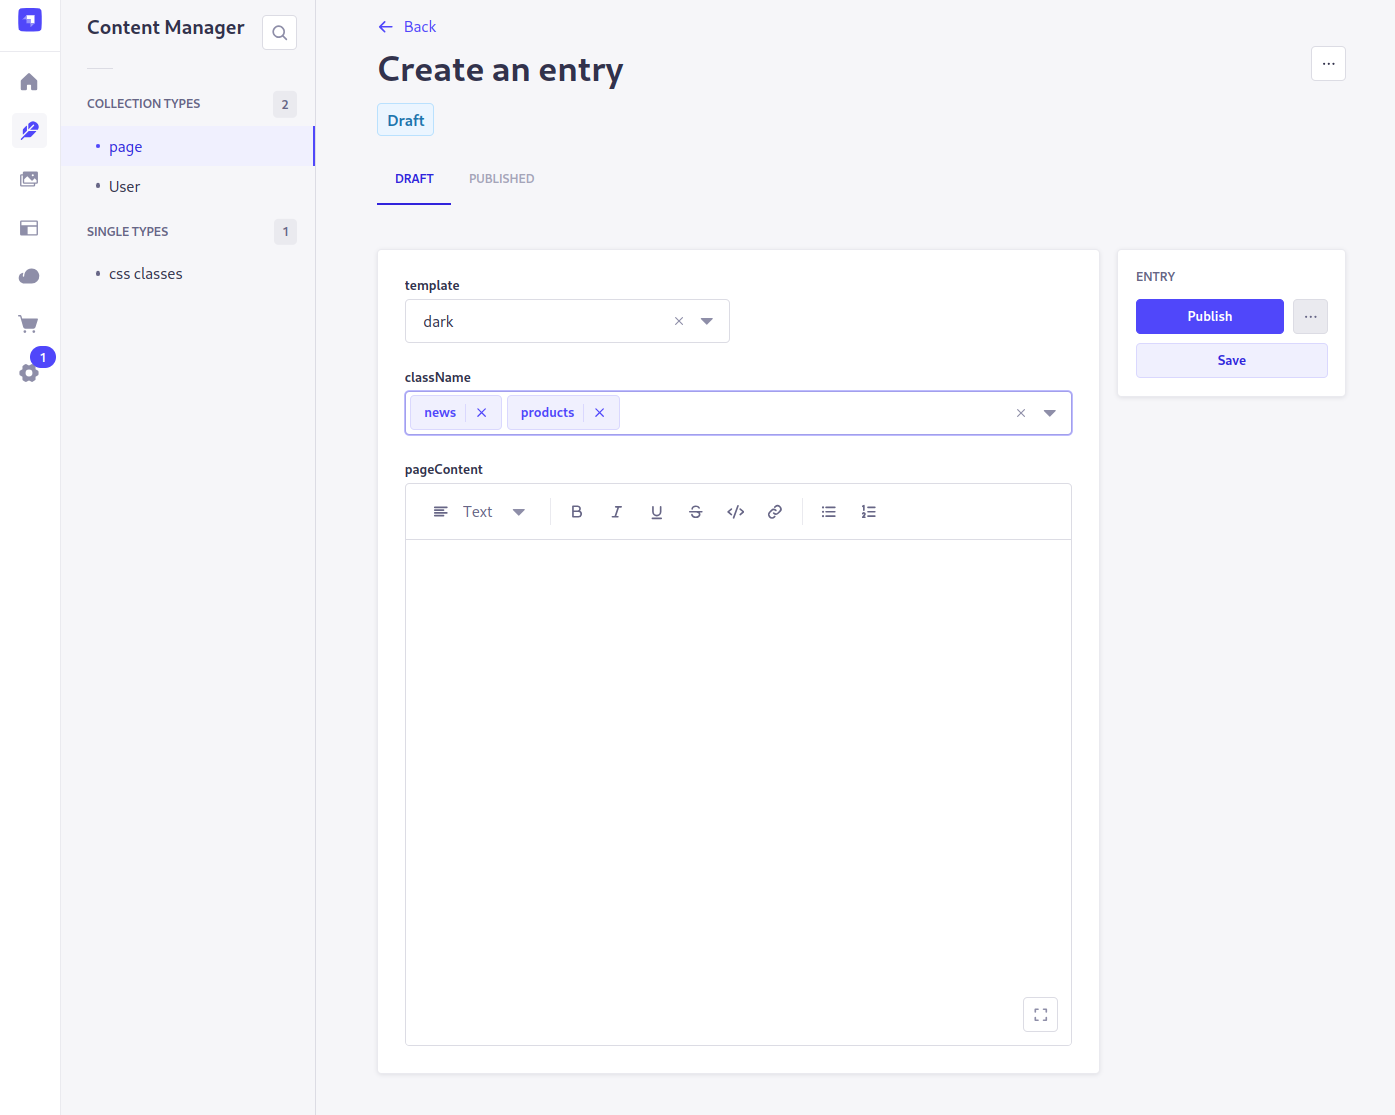 Content Manager
COLLECTION TYPES 2
page
User
SINGLE TYPES 1
css classes
1
Back
Create an entry
Draft
DRAFT PUBLISHED
template
dark
className
news products
pageContent
Text
ENTRY
Publish
Save